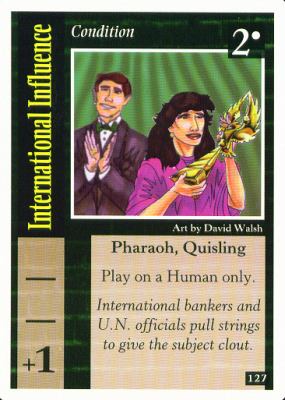 International Influence
Condition
2•
Art by David Walsh
Pharaoh, Quisling
Play on a Human only.
International bankers and
U.N. officials pull strings
to give the subject clout.
—
—
+1
127